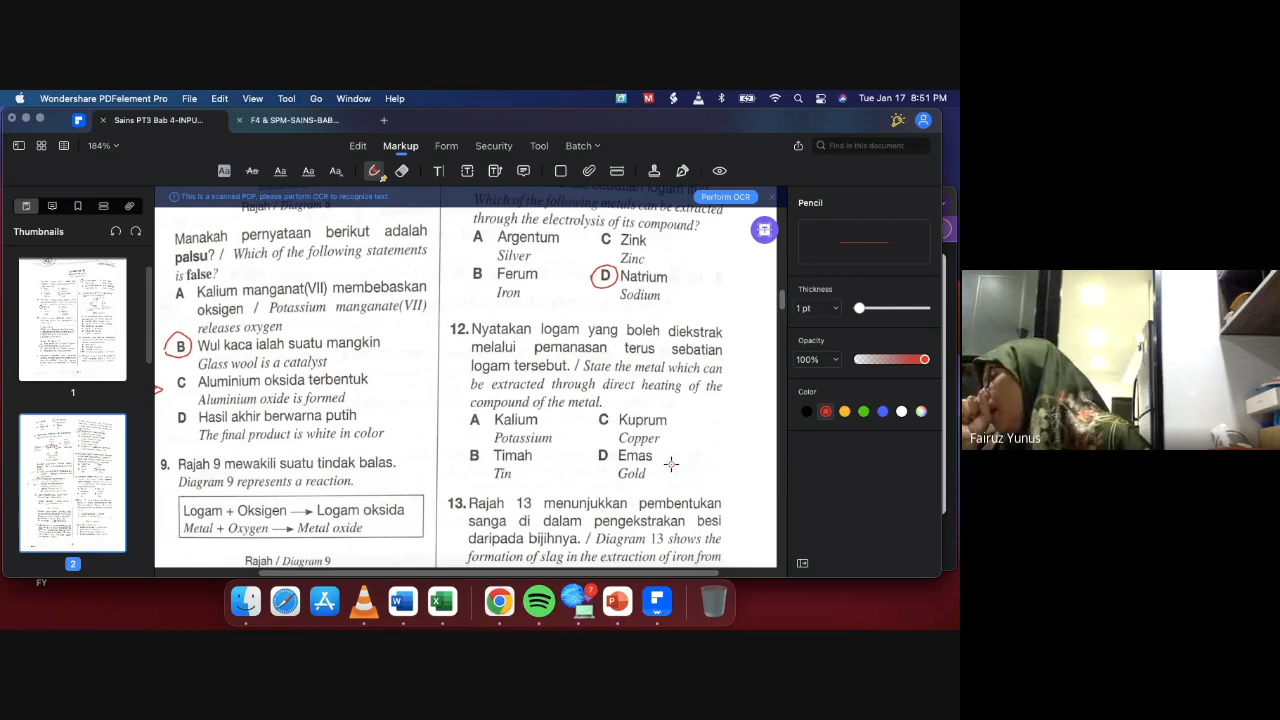 Wondershare PDFelement Pro File Edit View Tool Go Window Help
Tue Jan 17 8:51 PM
Sains PT3 Bab 4-INPU...
F4 & SPM-SAINS-BAB...
184%
Edit Markup Form Security Tool Batch
Find in this document
This is a scanned PDF, please perform OCR to recognize text.
Perform OCR
Thumbnails
1
2
FY
Rajah / Diagram 8
Manakah pernyataan berikut adalah
palsu? / Which of the following statements
is false?
A Kalium manganat(VII) membebaskan
oksigen / Potassium manganate(VII)
releases oxygen
B Wul kaca ialah suatu mangkin
Glass wool is a catalyst
C Aluminium oksida terbentuk
Aluminium oxide is formed
D Hasil akhir berwarna putih
The final product is white in color
9. Rajah 9 mewakili suatu tindak balas.
Diagram 9 represents a reaction.
Logam + Oksigen → Logam oksida
Metal + Oxygen → Metal oxide
Rajah / Diagram 9
Which of the following metals can be extracted
through the electrolysis of its compound?
A Argentum C Zink
Silver Zinc
B Ferum D Natrium
Iron Sodium
12. Nyatakan logam yang boleh diekstrak
melalui pemanasan terus sebatian
logam tersebut. / State the metal which can
be extracted through direct heating of the
compound of the metal.
A Kalium C Kuprum
Potassium Copper
B Timah D Emas
Tin Gold
13. Rajah 13 menunjukkan pembentukan
sanga di dalam pengekstrakan besi
daripada bijihnya. / Diagram 13 shows the
formation of slag in the extraction of iron from
Pencil
Thickness
1 pt
Opacity
100%
Color
Fairuz Yunus